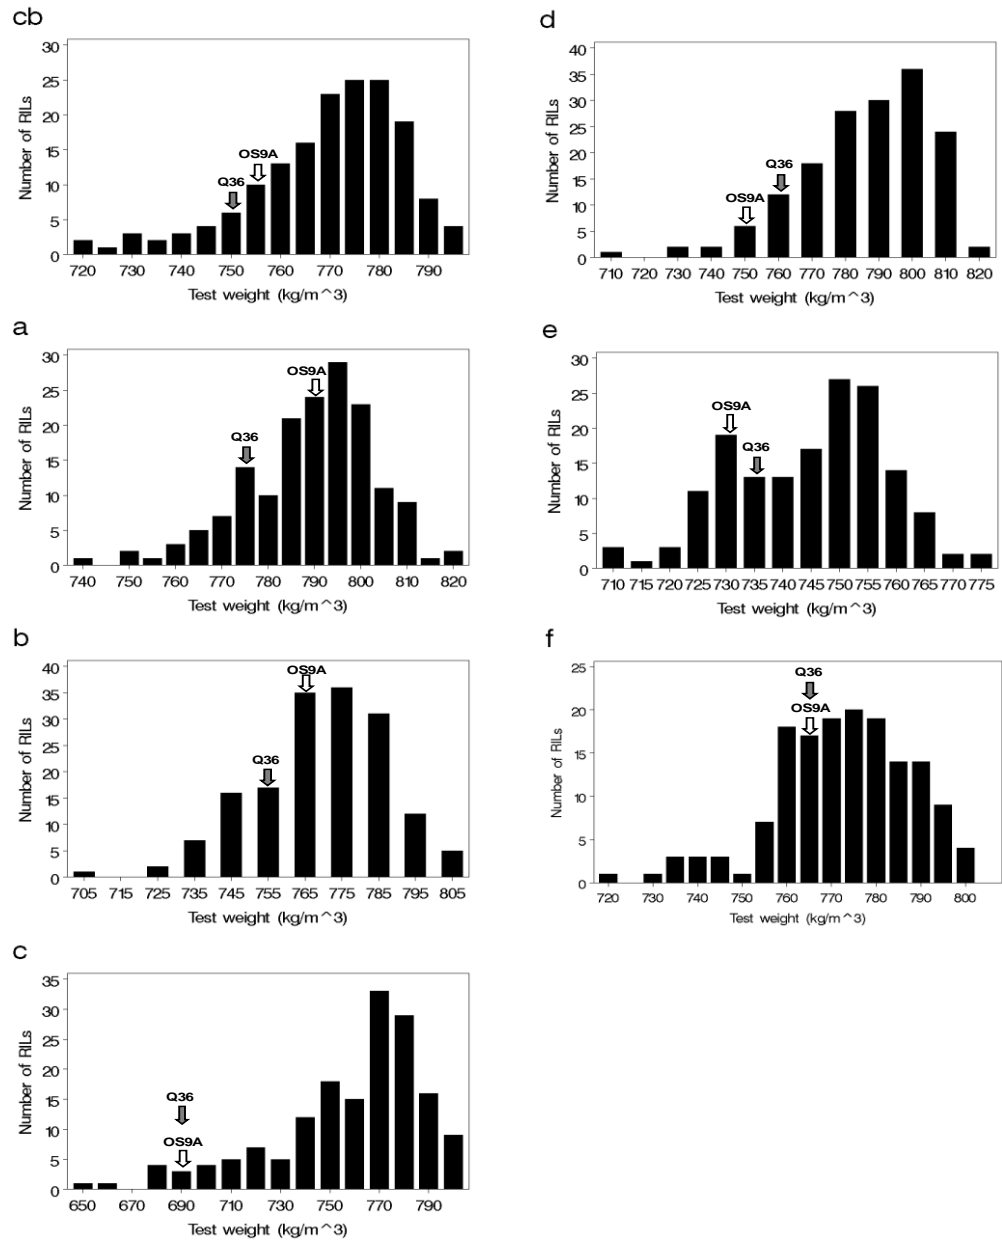 cb
30
25
20
15
10
5
0
Number of RILs
OS9A
Q36
720 730 740 750 760 770 780 790
Test weight (kg/m^3)
d
40
35
30
25
20
15
10
5
0
Number of RILs
Q36
OS9A
710 720 730 740 750 760 770 780 790 800 810 820
Test weight (kg/m^3)
a
30
25
20
15
10
5
0
Number of RILs
OS9A
Q36
740 750 760 770 780 790 800 810 820
Test weight (kg/m^3)
e
30
25
20
15
10
5
0
Number of RILs
OS9A
Q36
710 715 720 725 730 735 740 745 750 755 760 765 770 775
Test weight (kg/m^3)
b
40
35
30
25
20
15
10
5
0
Number of RILs
OS9A
Q36
705 715 725 735 745 755 765 775 785 795 805
Test weight (kg/m^3)
f
25
20
15
10
5
0
Number of RILs
Q36
OS9A
720 730 740 750 760 770 780 790 800
Test weight (kg/m^3)
c
35
30
25
20
15
10
5
0
Number of RILs
Q36
OS9A
650 670 690 710 730 750 770 790
Test weight (kg/m^3)